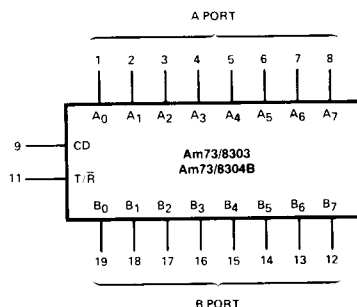 A PORT
1 2 3 4 5 6 7 8
A0 A1 A2 A3 A4 A5 A6 A7
9 CD
Am73/8303
11 T/R̅ Am73/8304B
B0 B1 B2 B3 B4 B5 B6 B7
19 18 17 16 15 14 13 12
B PORT